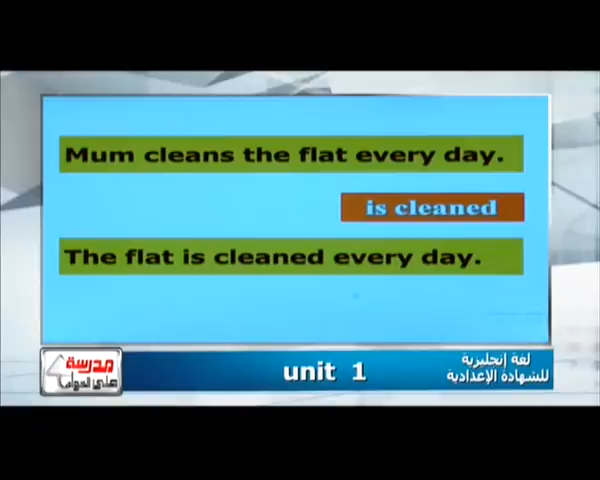 Mum cleans the flat every day.
is cleaned
The flat is cleaned every day.
مدرسة
على الهواء
unit 1
لغة إنجليزية
للشهادة الإعدادية